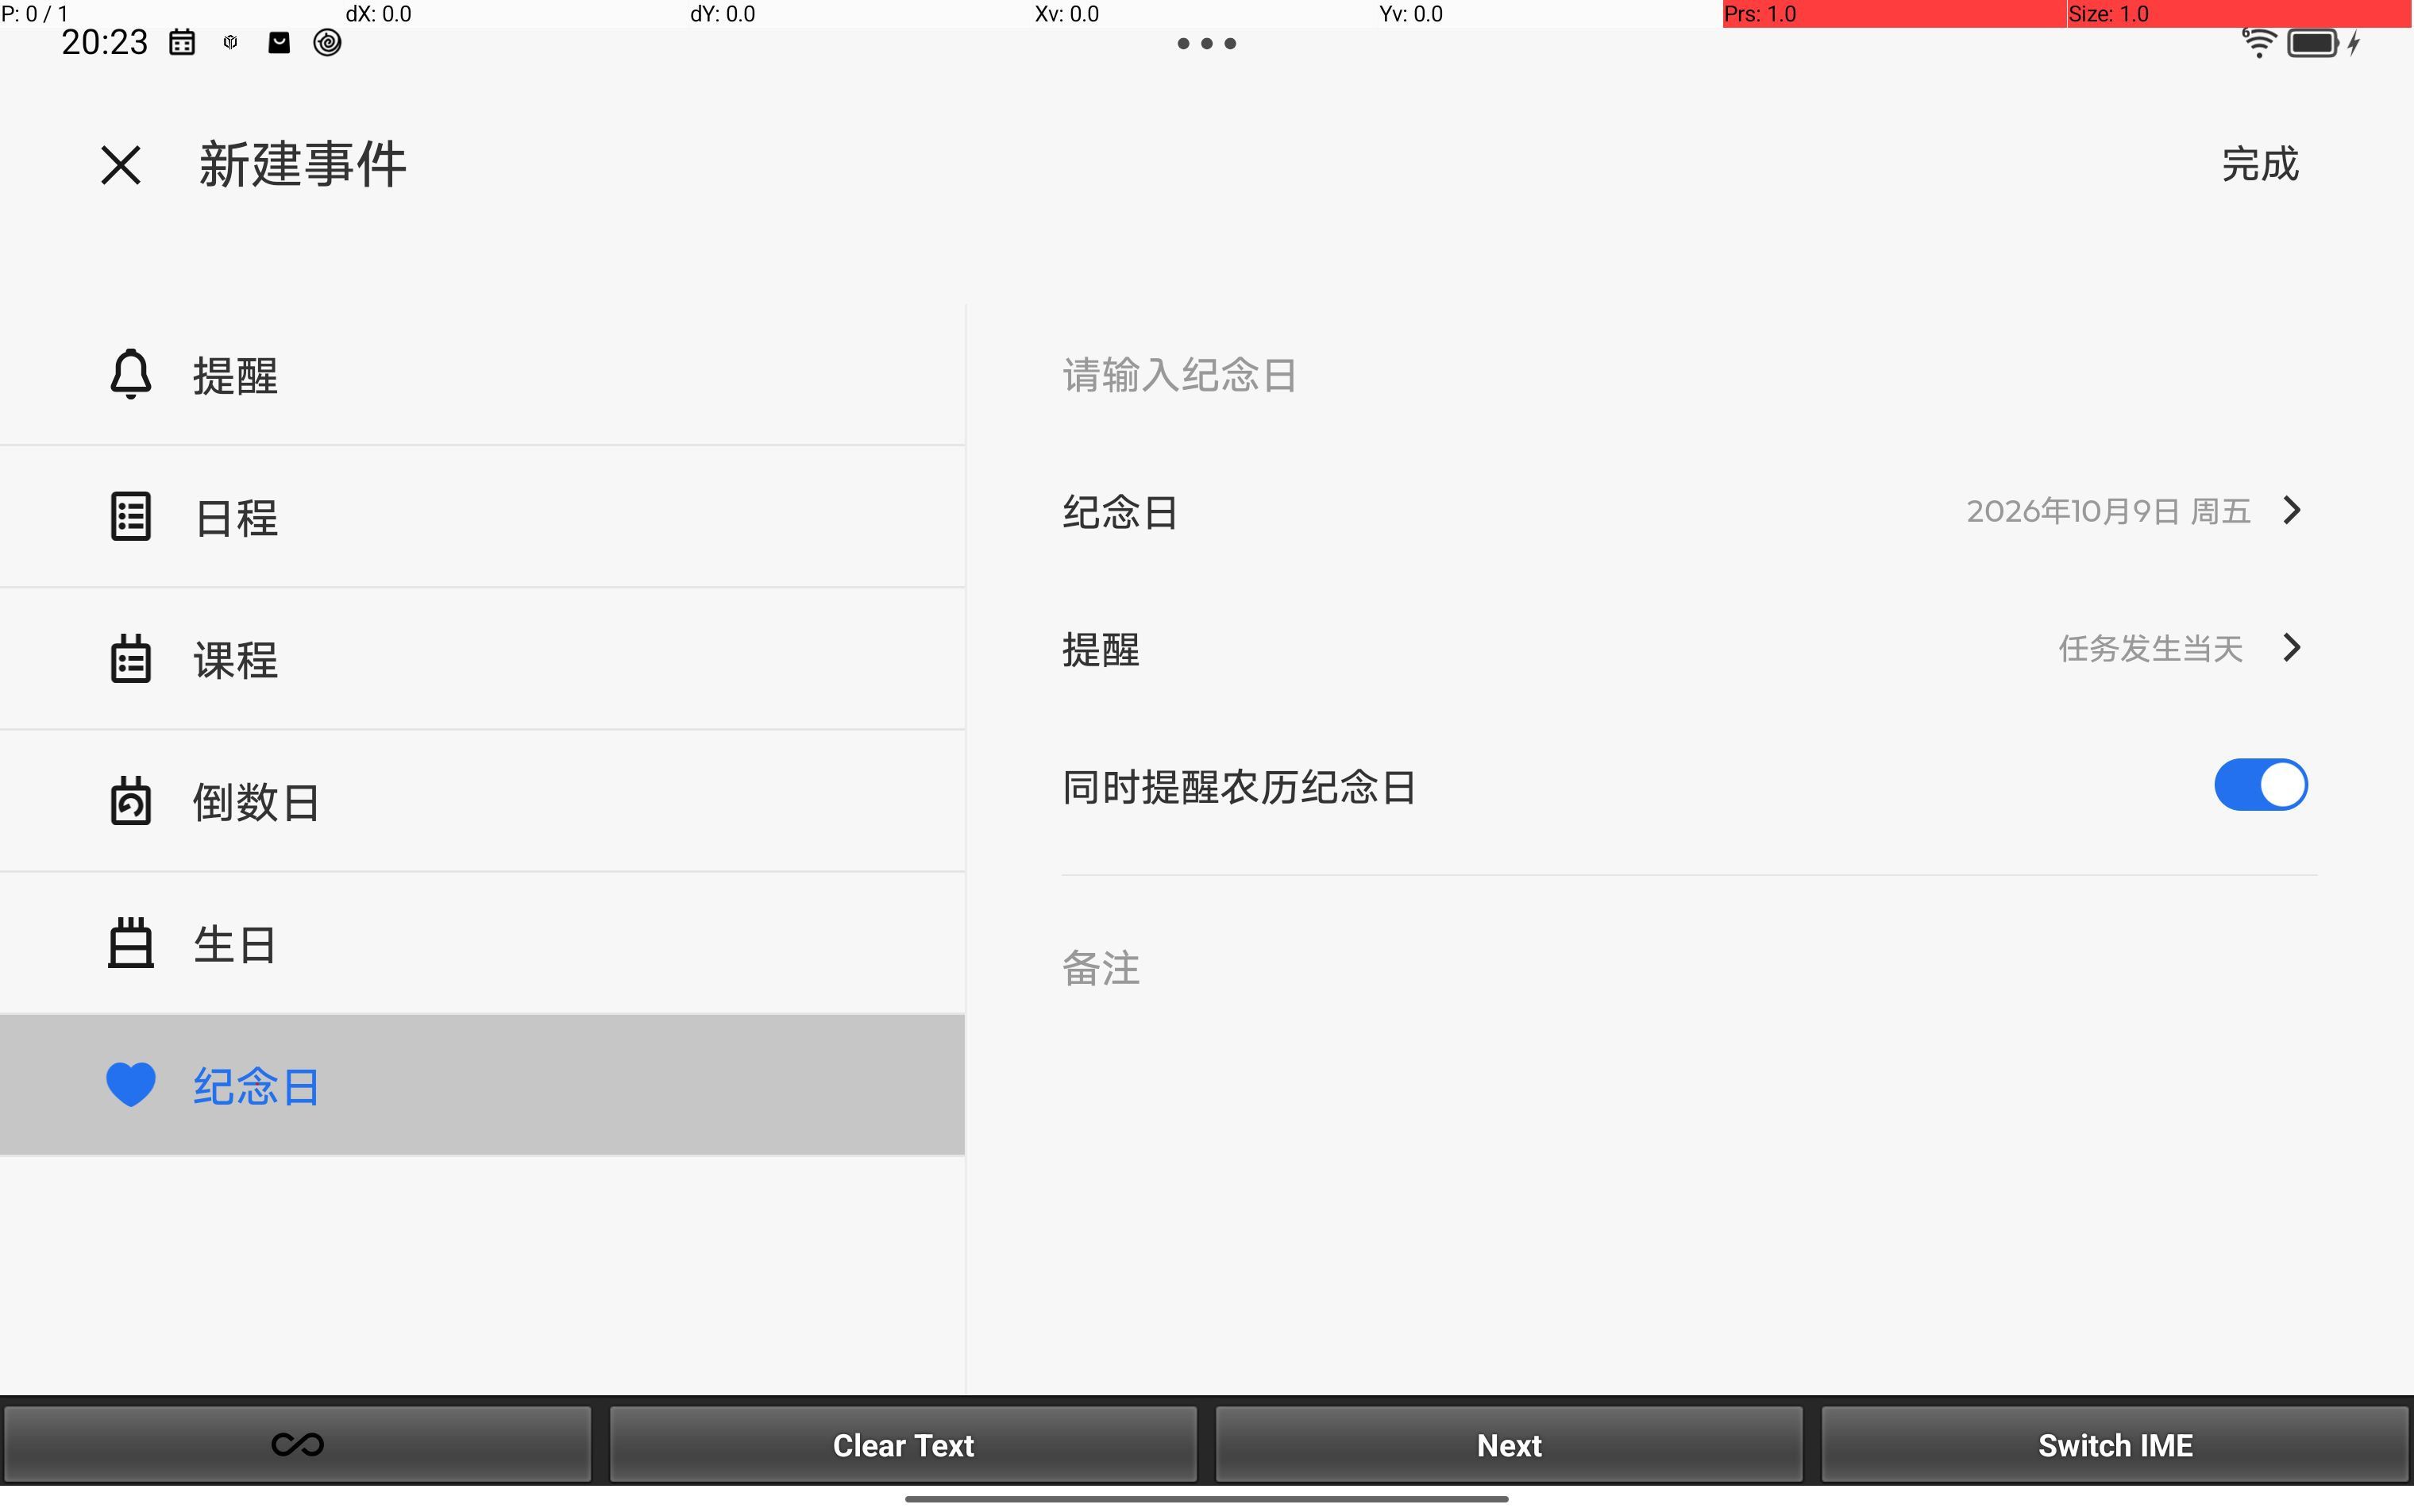 P: 0 / 1 dX: 0.0 dY: 0.0 Xv: 0.0 Yv: 0.0 Prs: 1.0 Size: 1.0
20:23
6
新建事件
完成
提醒
日程
课程
倒数日
生日
纪念日
请输入纪念日
纪念日 2026年10月9日 周五
提醒 任务发生当天
同时提醒农历纪念日
备注
Clear Text Next Switch IME